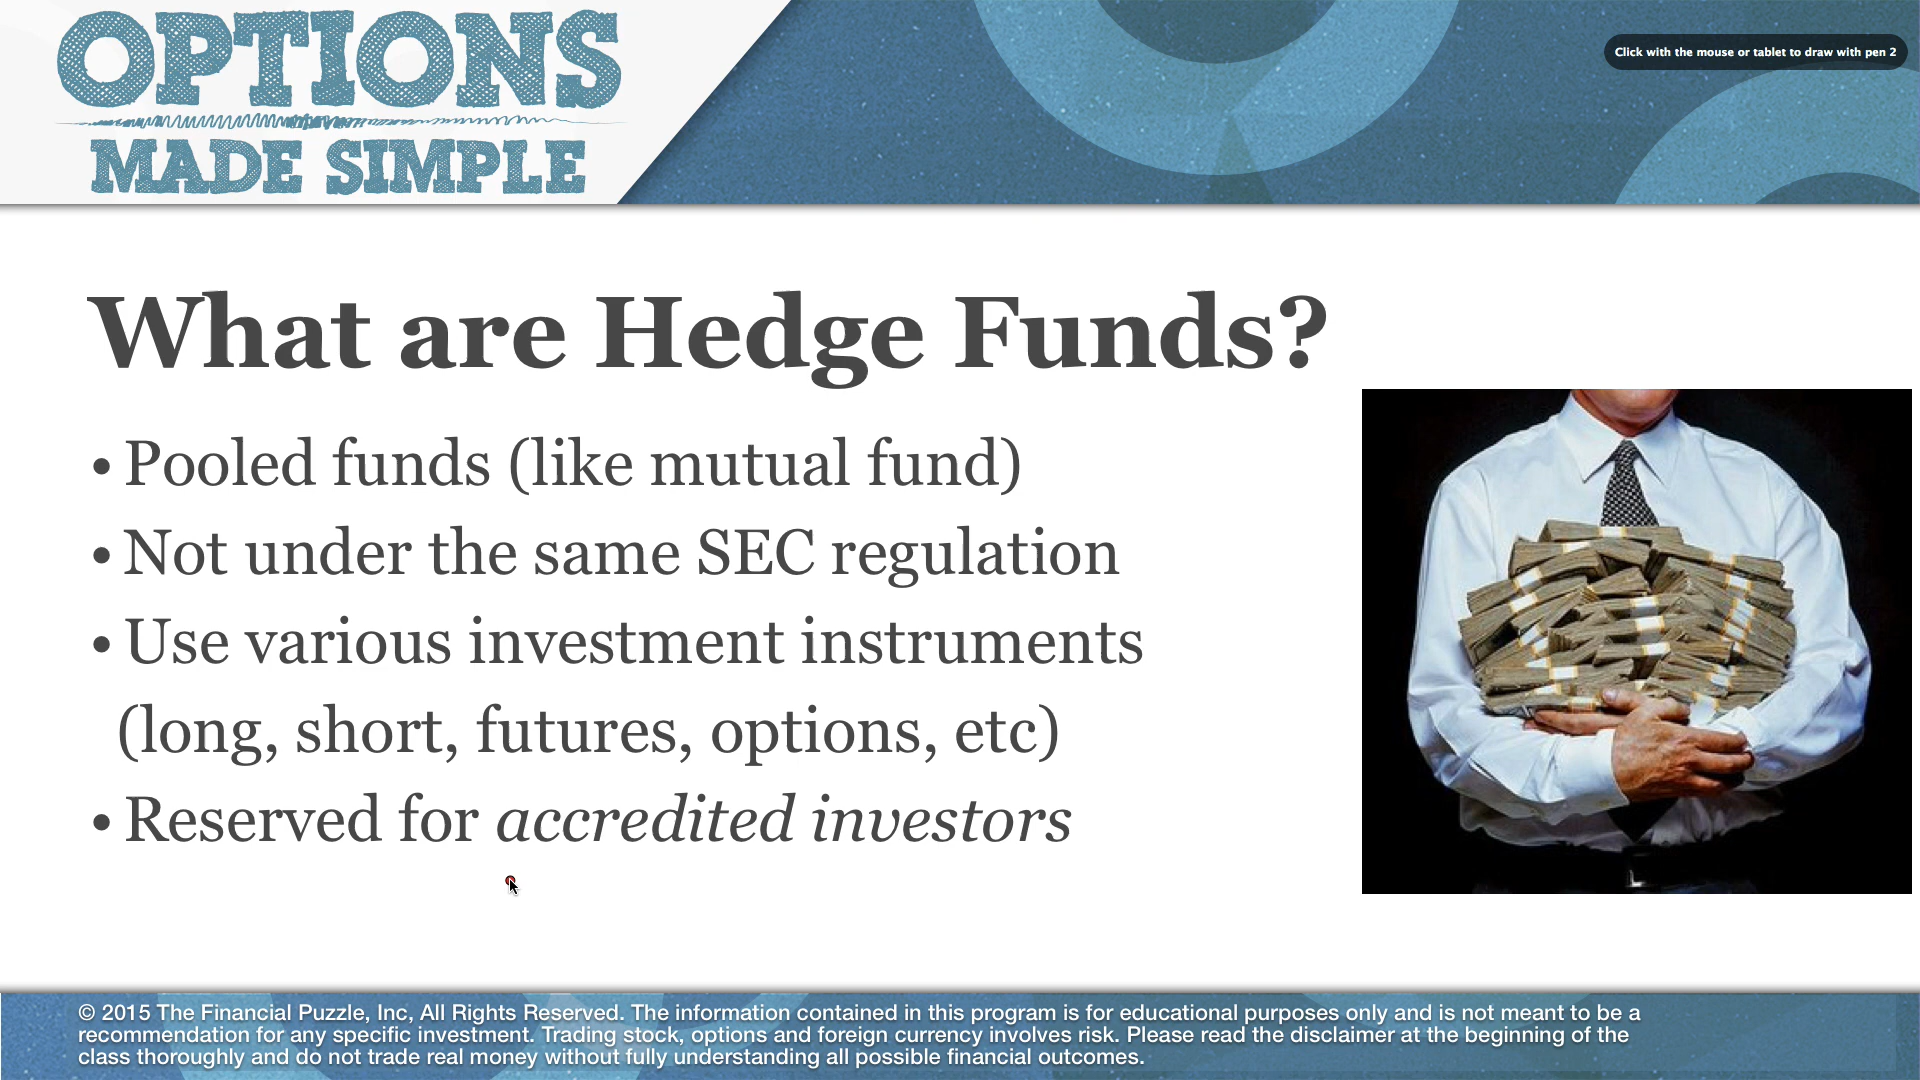 OPTIONS
MADE SIMPLE
Click with the mouse or tablet to draw with pen 2
What are Hedge Funds?
• Pooled funds (like mutual fund)
• Not under the same SEC regulation
• Use various investment instruments
(long, short, futures, options, etc)
• Reserved for accredited investors
© 2015 The Financial Puzzle, Inc, All Rights Reserved. The information contained in this program is for educational purposes only and is not meant to be a
recommendation for any specific investment. Trading stock, options and foreign currency involves risk. Please read the disclaimer at the beginning of the
class thoroughly and do not trade real money without fully understanding all possible financial outcomes.